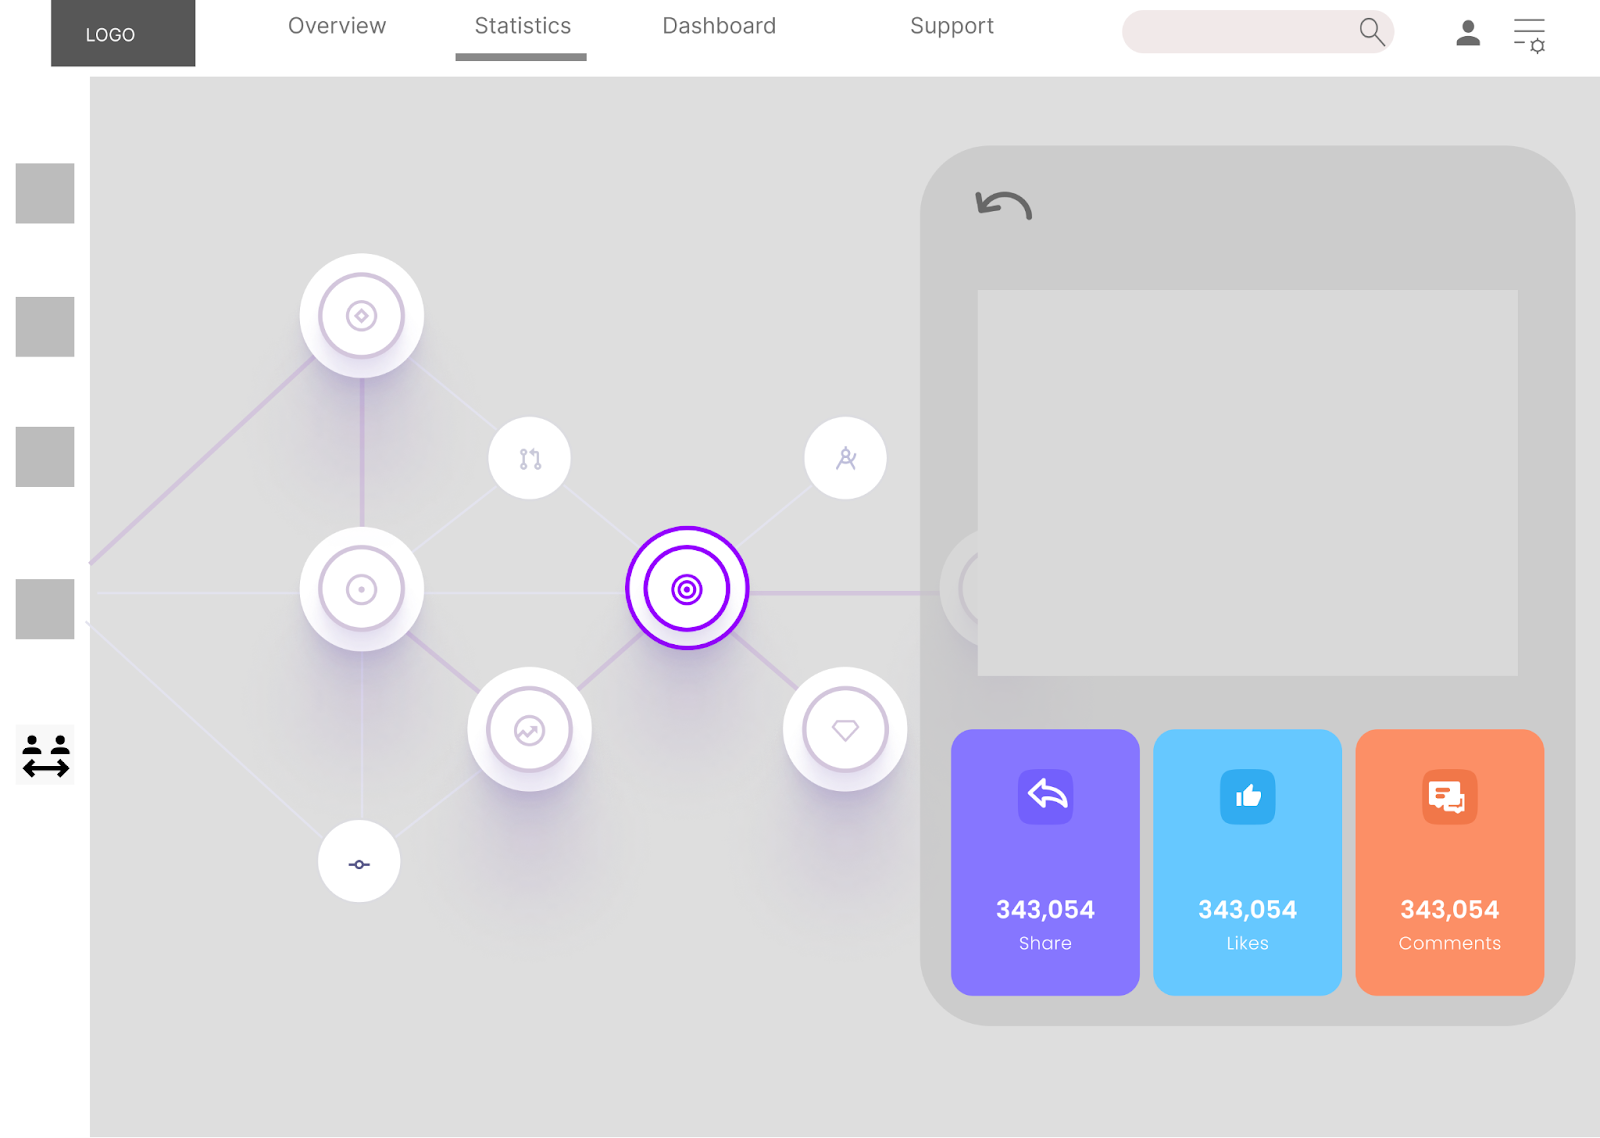 LOGO
Overview
Statistics
Dashboard
Support
343,054
Share
343,054
Likes
343,054
Comments